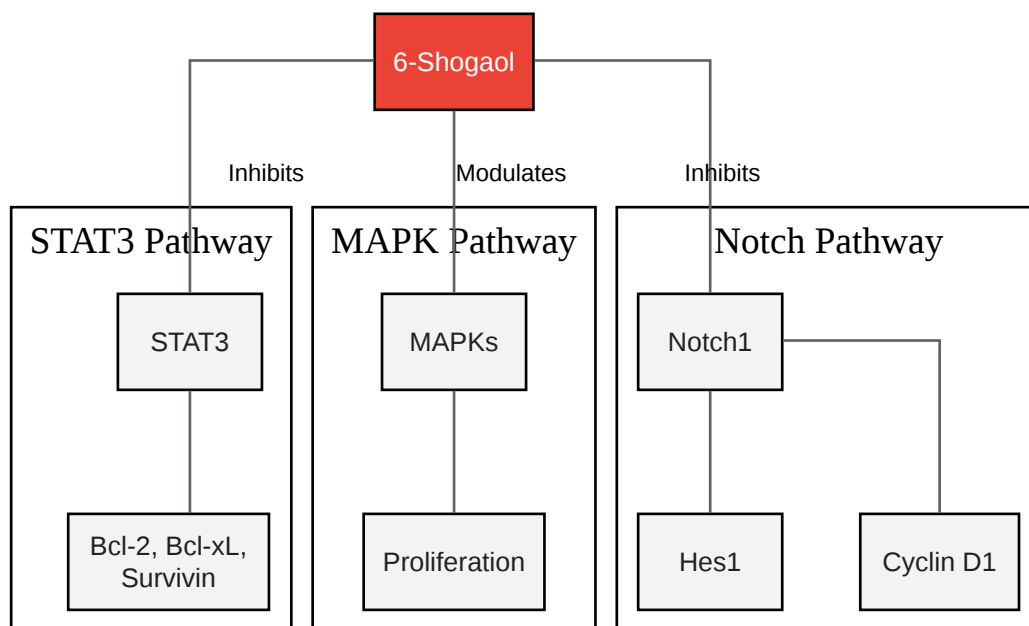 6-Shogaol
Inhibits
Modulates
Inhibits
STAT3 Pathway
MAPK Pathway
Notch Pathway
STAT3
MAPKs
Notch1
Bcl-2, Bcl-xL,
Survivin
Proliferation
Hes1
Cyclin D1